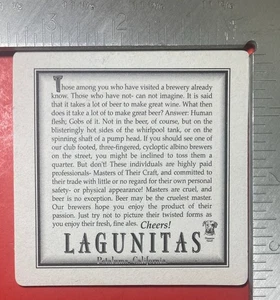 Those among you who have visited a brewery already
know. Those who have not- can not imagine. It is said
that it takes a lot of beer to make great wine. What then
does it take a lot of to make great beer? Answer: Human
flesh; Gobs of it. Not in the beer, of course, but on the
blisteringly hot sides of the whirlpool tank, or on the
spinning shaft of a pump head. If you should see one of
our club footed, three-fingered, cycloptic albino brewers
on the street, you might be inclined to toss them a
quarter. But don't! These individuals are highly paid
professionals- Masters of Their Craft, and committed to
their trade with little or no regard for their own personal
safety- or physical appearance! Masters are cruel, and
beer is no exception. Beer may be the cruelest master.
Our brewers hope you enjoy the product of their
passion. Just try not to picture their twisted forms as
you enjoy their fresh, fine ales. Cheers!
LAGUNITAS
Petaluma, California